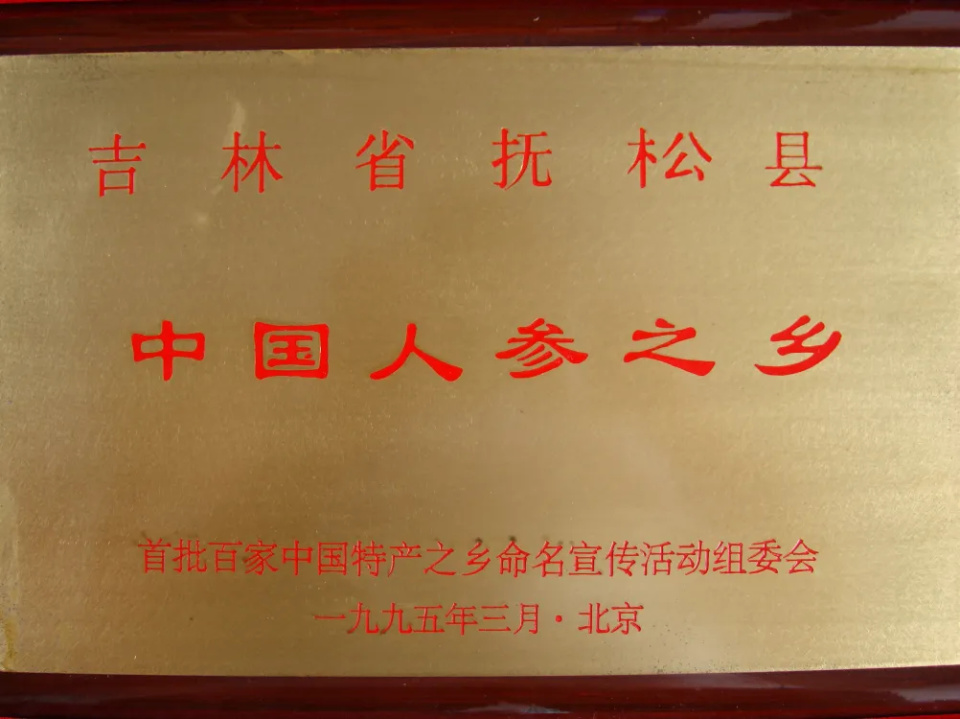 吉林省抚松县
中国人参之乡
首批百家中国特产之乡命名宣传活动组委会
一九九五年三月·北京